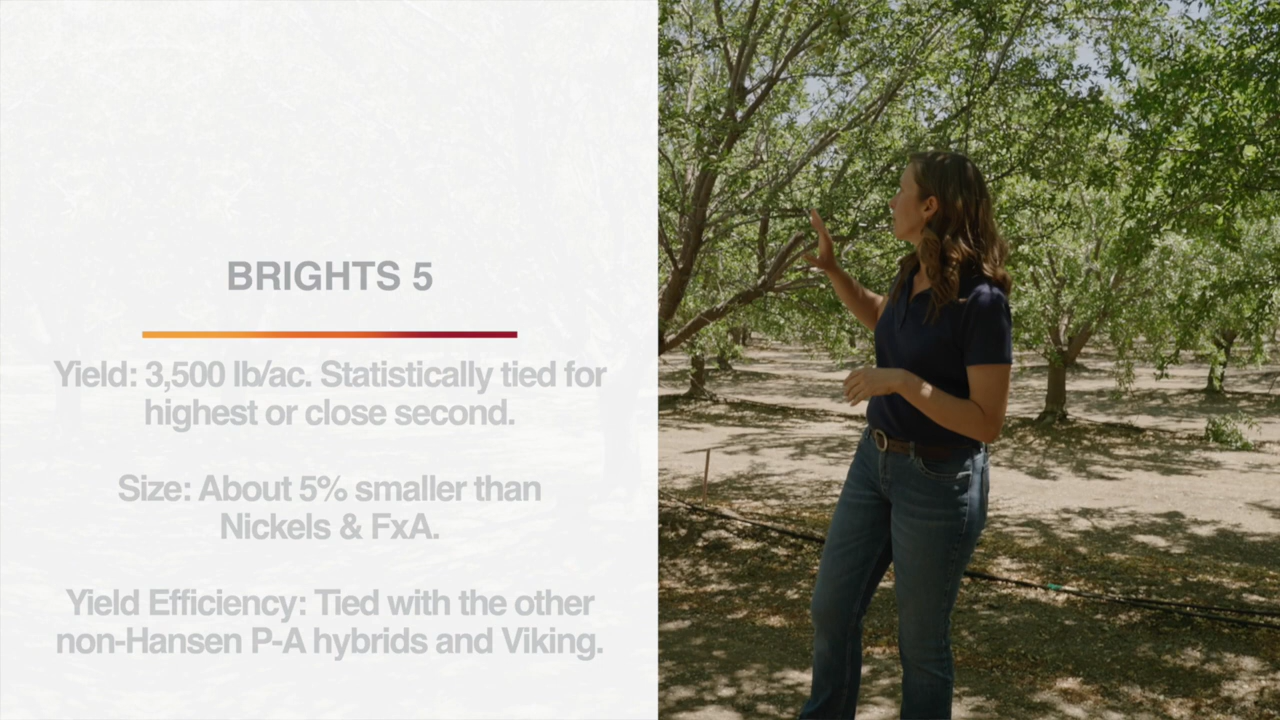 BRIGHTS 5
Yield: 3,500 lb/ac. Statistically tied for
highest or close second.
Size: About 5% smaller than
Nickels & FxA.
Yield Efficiency: Tied with the other
non-Hansen P-A hybrids and Viking.